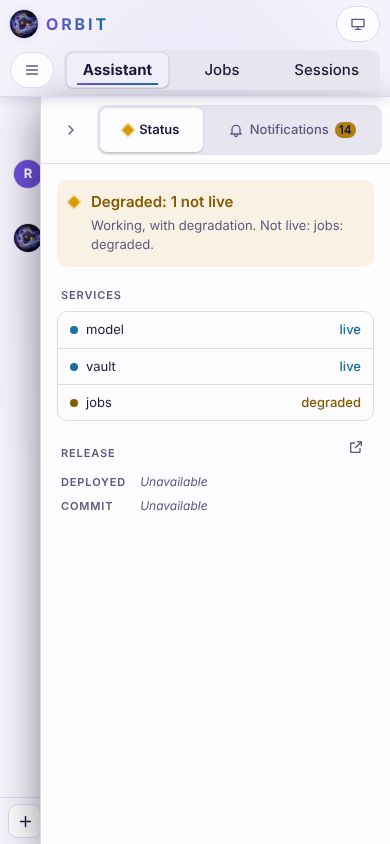 ORBIT
Assistant
Jobs
Sessions
Status
Notifications 14
R
Degraded: 1 not live
Working, with degradation. Not live: jobs:
degraded.
SERVICES
model live
vault live
jobs degraded
RELEASE
DEPLOYED Unavailable
COMMIT Unavailable